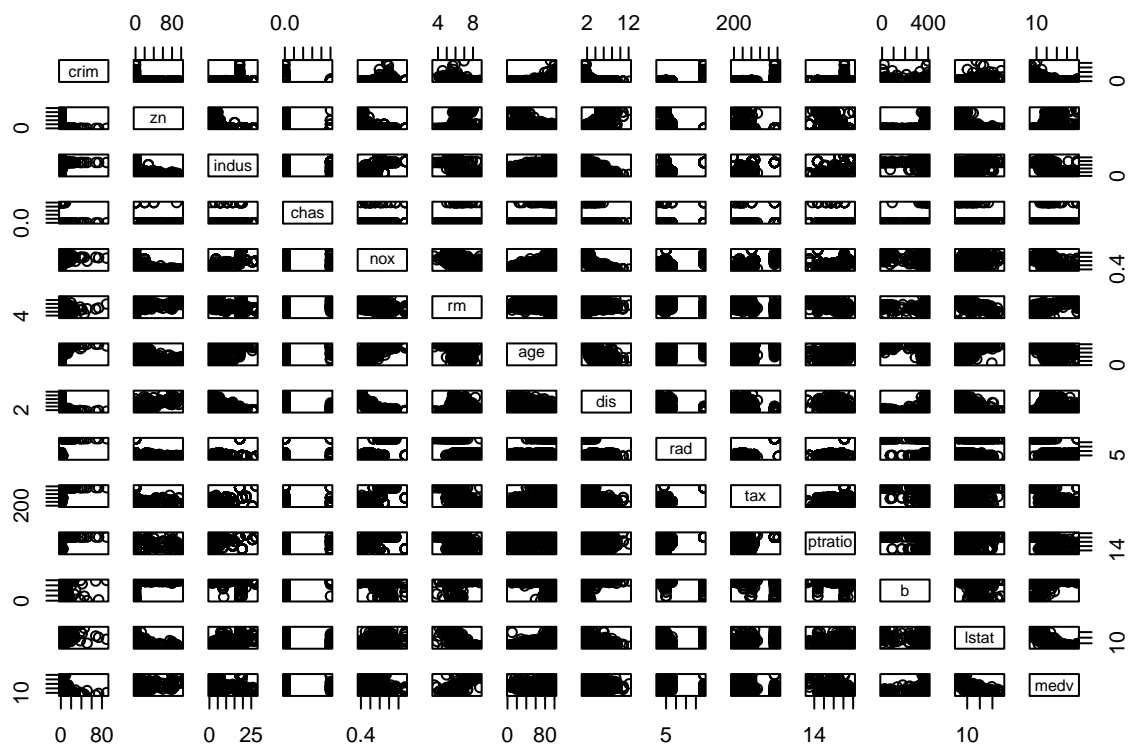 0 80 0.0 4 6 8 2 12 200 0 400 10
crim 0
0 zn
indus 0
0.0 chas
nox 0.4
4 rm
age 0
2 dis
rad 5
200 tax
ptratio 14
0 b
lstat 10
10 medv
0 80 0 25 0.4 0 80 5 14 10